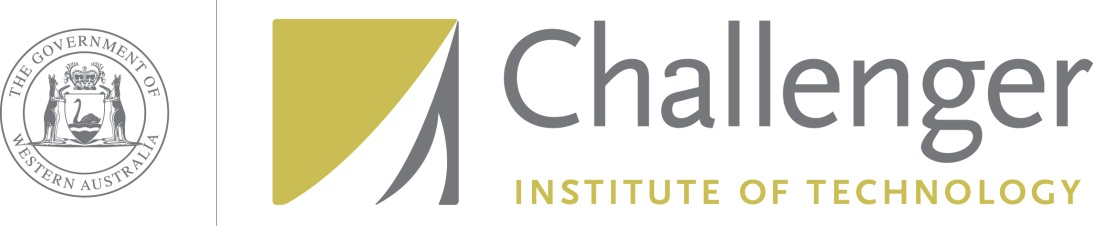 THE GOVERNMENT OF
WESTERN AUSTRALIA
Challenger
INSTITUTE OF TECHNOLOGY